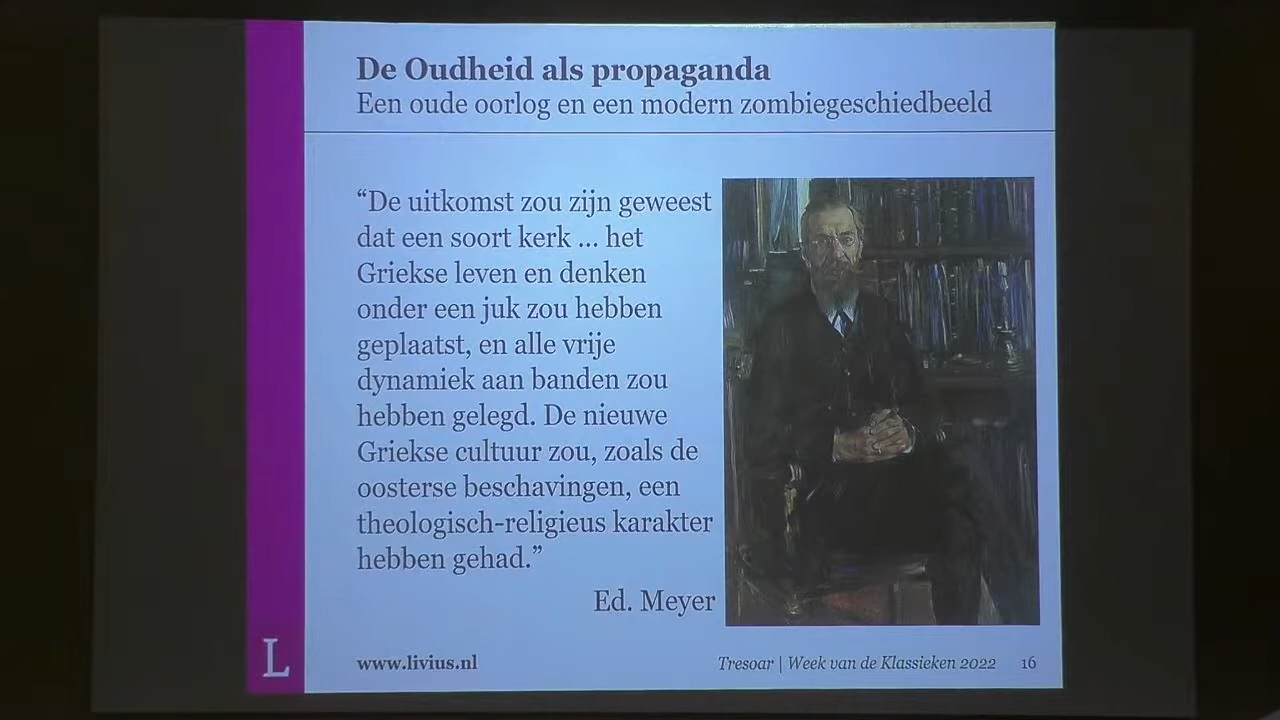 De Oudheid als propaganda
Een oude oorlog en een modern zombiegeschiedbeeld
“De uitkomst zou zijn geweest
dat een soort kerk ... het
Griekse leven en denken
onder een juk zou hebben
geplaatst, en alle vrije
dynamiek aan banden zou
hebben gelegd. De nieuwe
Griekse cultuur zou, zoals de
oosterse beschavingen, een
theologisch-religieus karakter
hebben gehad.”
Ed. Meyer
L
www.livius.nl
Tresoar | Week van de Klassieken 2022 16